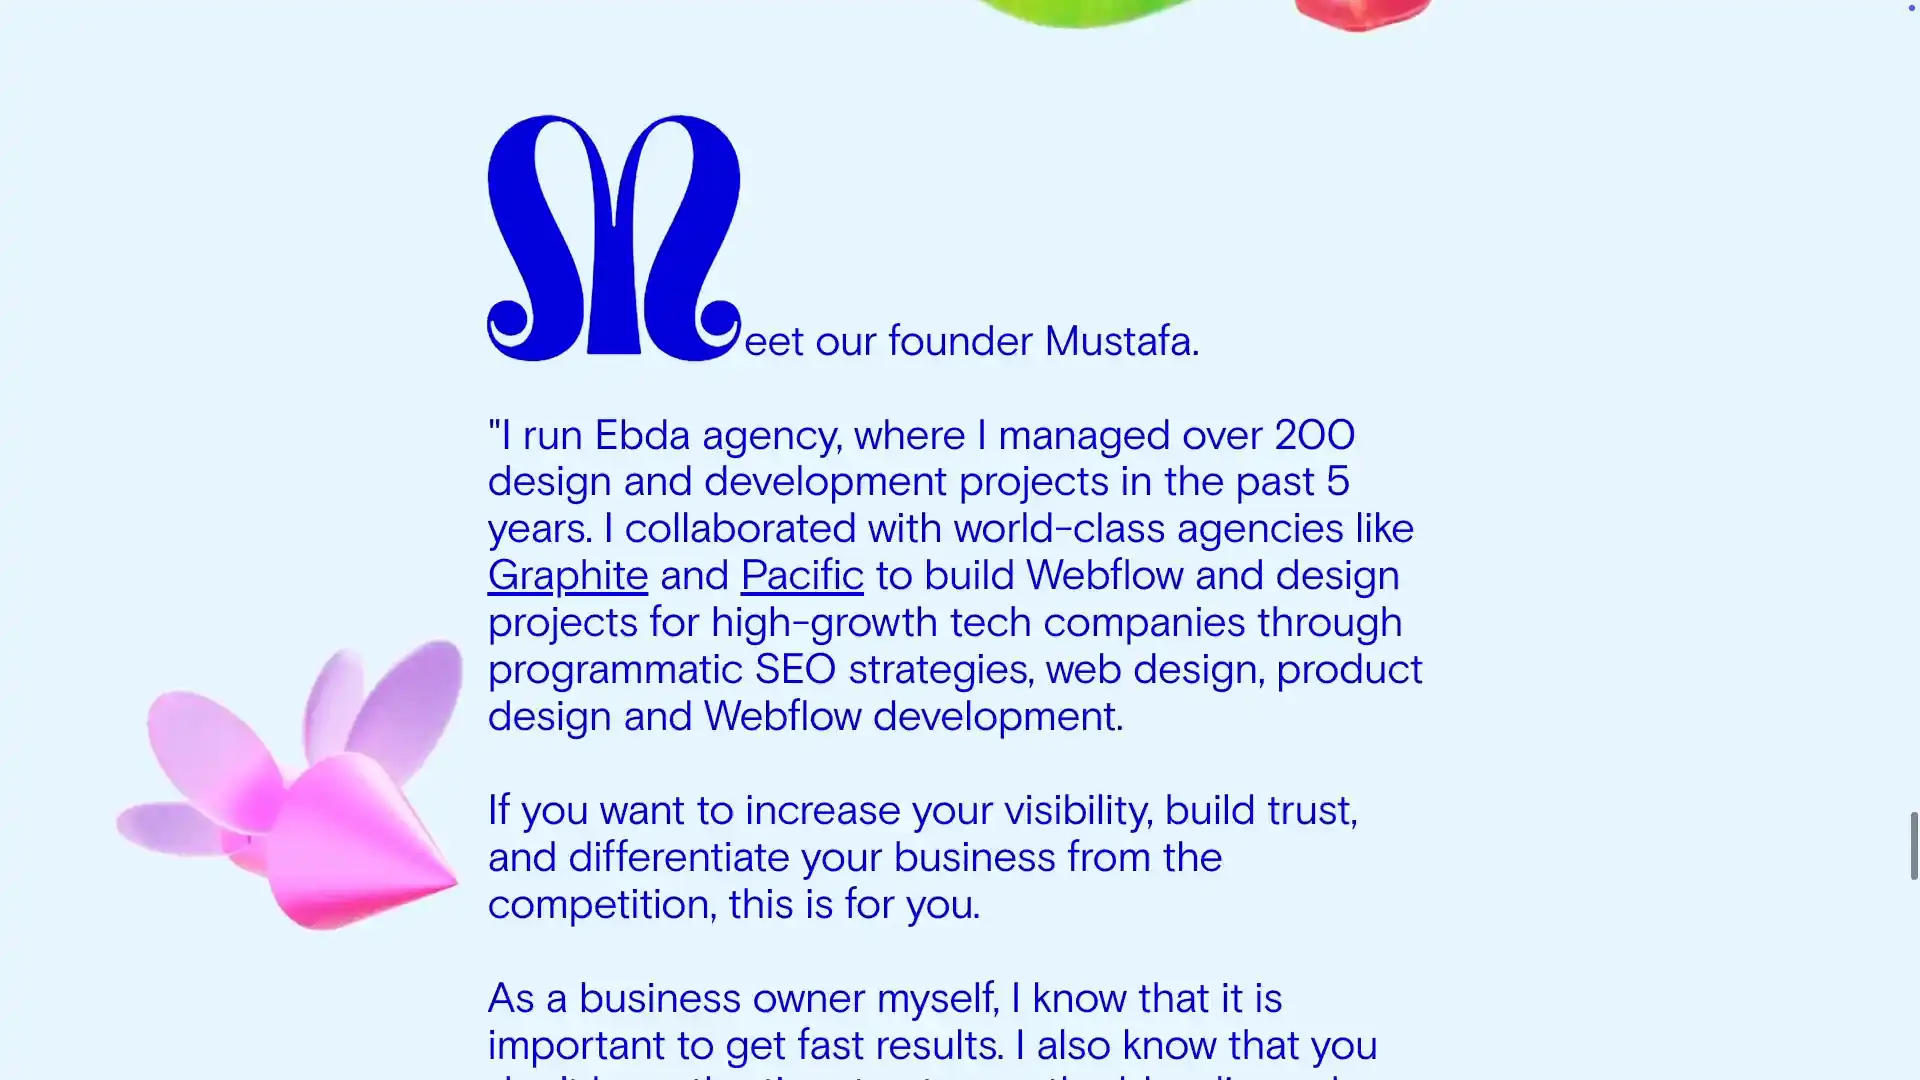 Meet our founder Mustafa.
"I run Ebda agency, where I managed over 200
design and development projects in the past 5
years. I collaborated with world-class agencies like
Graphite and Pacific to build Webflow and design
projects for high-growth tech companies through
programmatic SEO strategies, web design, product
design and Webflow development.
If you want to increase your visibility, build trust,
and differentiate your business from the
competition, this is for you.
As a business owner myself, I know that it is
important to get fast results. I also know that you